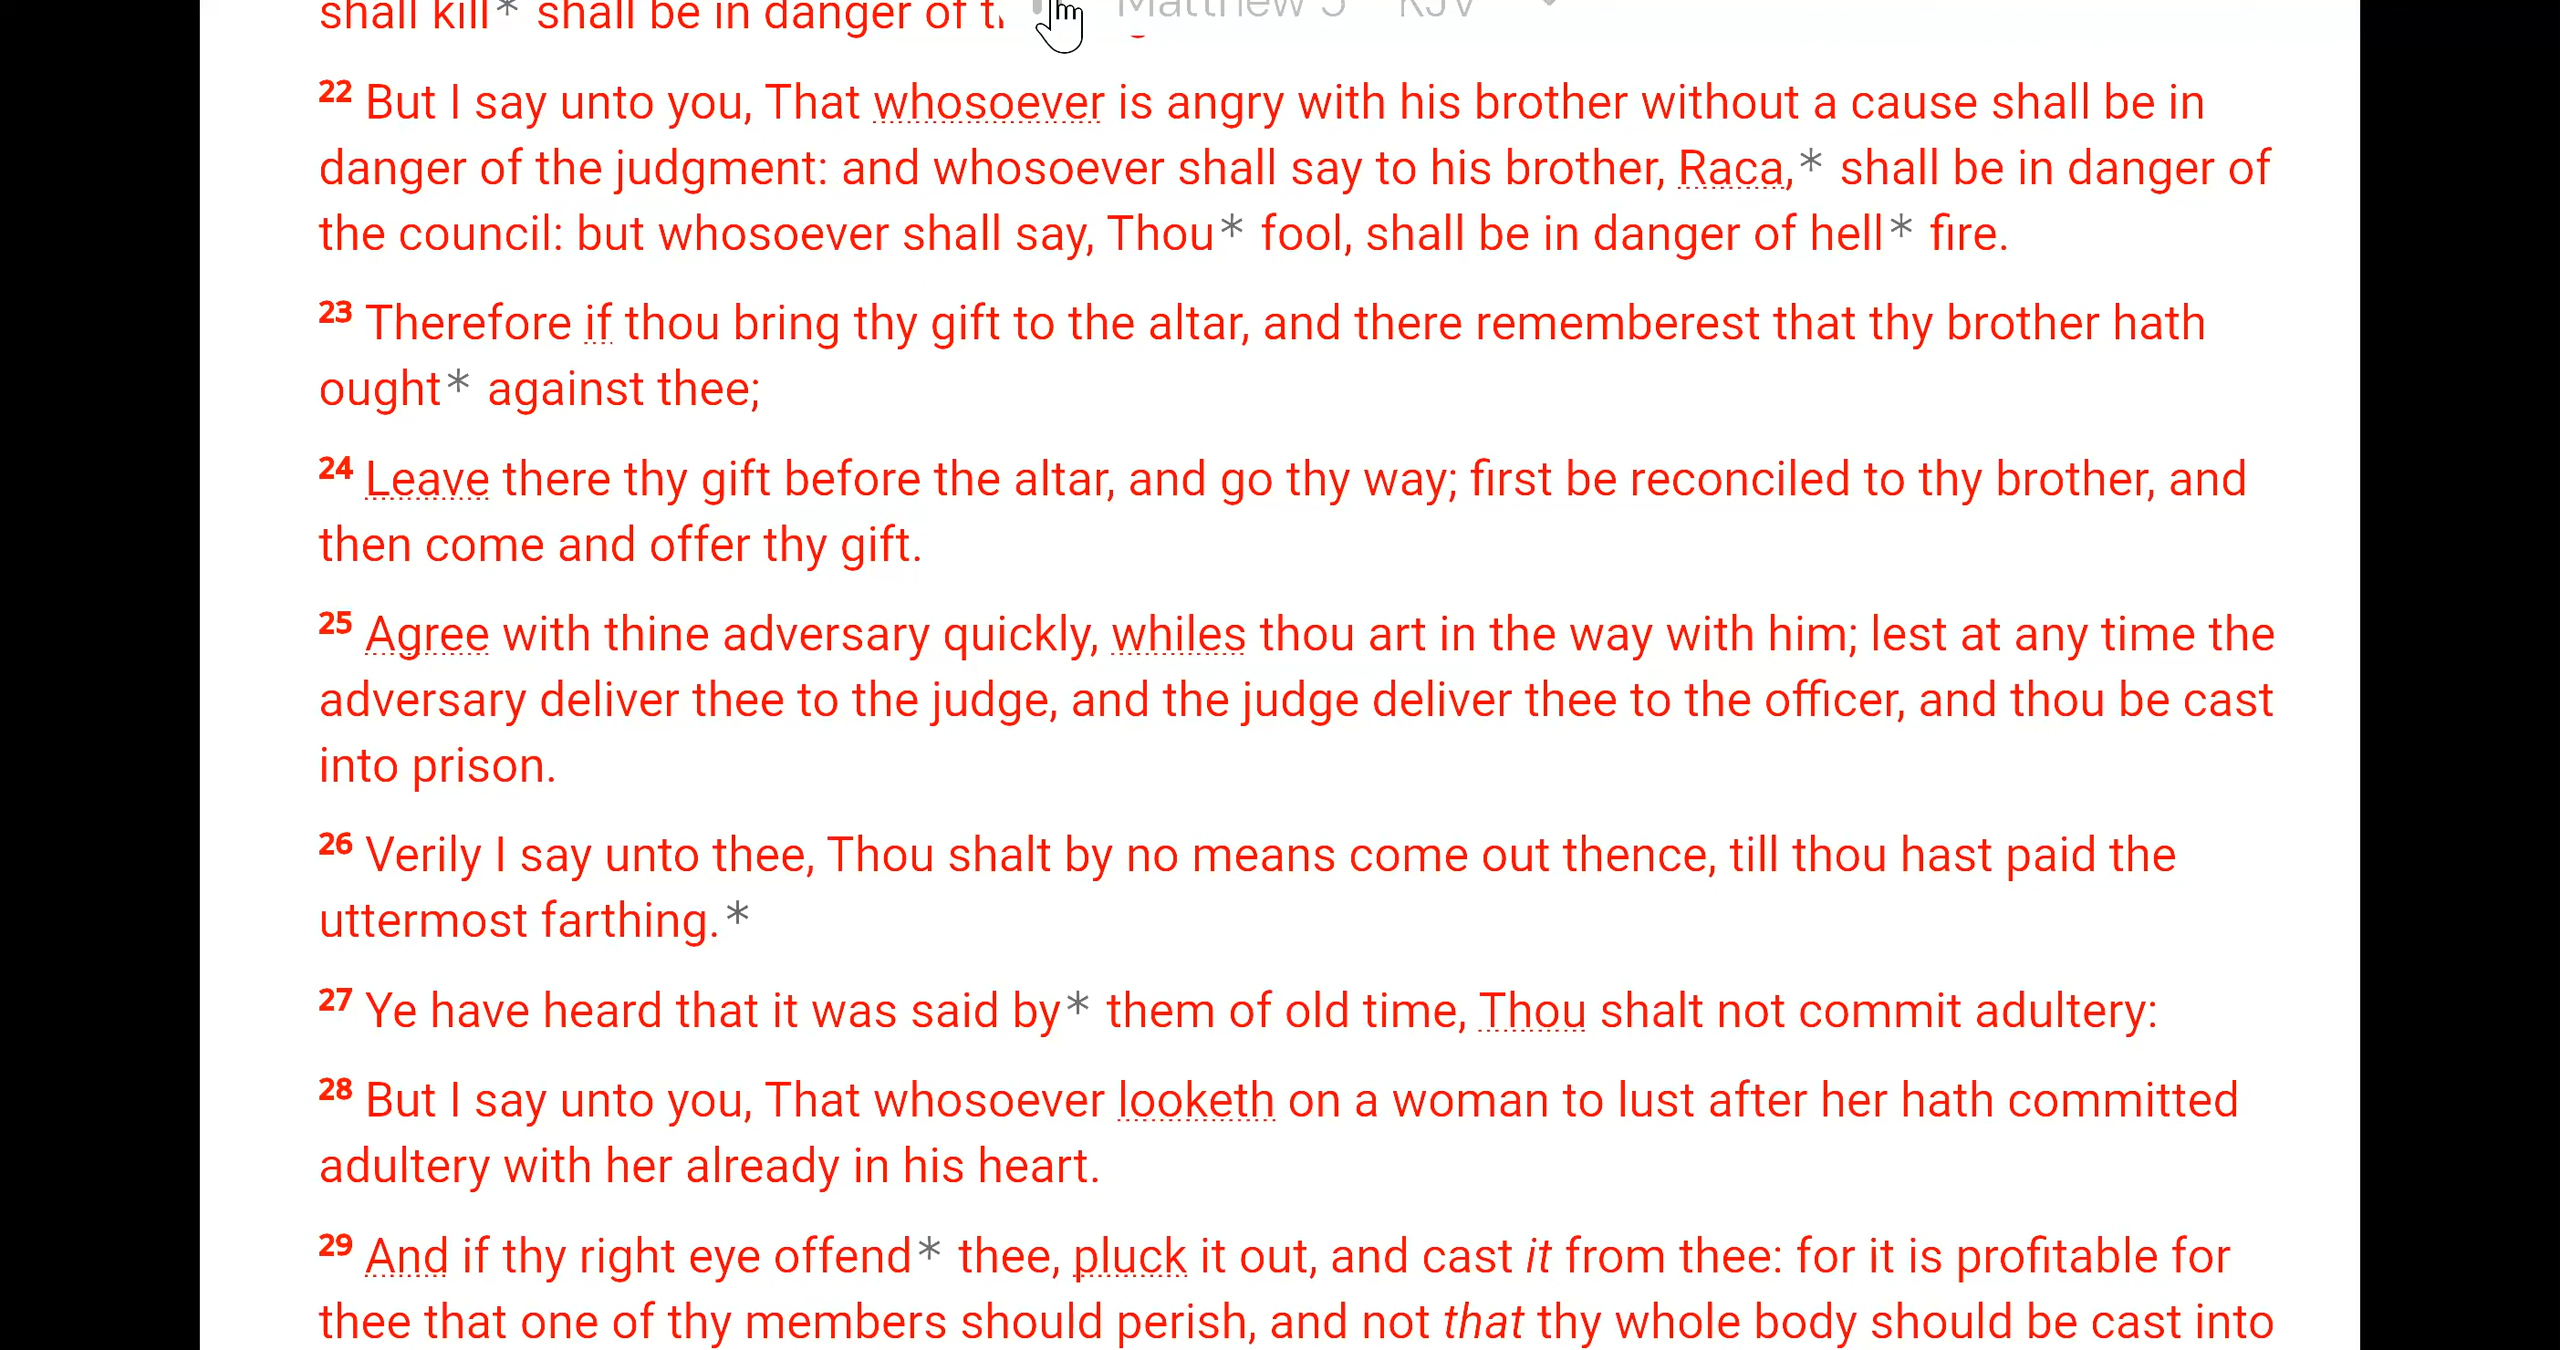 shall kill* shall be in danger of
Matthew 5 KJV
22 But I say unto you, That whosoever is angry with his brother without a cause shall be in
danger of the judgment: and whosoever shall say to his brother, Raca,* shall be in danger of
the council: but whosoever shall say, Thou* fool, shall be in danger of hell* fire.
23 Therefore if thou bring thy gift to the altar, and there rememberest that thy brother hath
ought* against thee;
24 Leave there thy gift before the altar, and go thy way; first be reconciled to thy brother, and
then come and offer thy gift.
25 Agree with thine adversary quickly, whiles thou art in the way with him; lest at any time the
adversary deliver thee to the judge, and the judge deliver thee to the officer, and thou be cast
into prison.
26 Verily I say unto thee, Thou shalt by no means come out thence, till thou hast paid the
uttermost farthing.*
27 Ye have heard that it was said by* them of old time, Thou shalt not commit adultery:
28 But I say unto you, That whosoever looketh on a woman to lust after her hath committed
adultery with her already in his heart.
29 And if thy right eye offend* thee, pluck it out, and cast it from thee: for it is profitable for
thee that one of thy members should perish, and not that thy whole body should be cast into